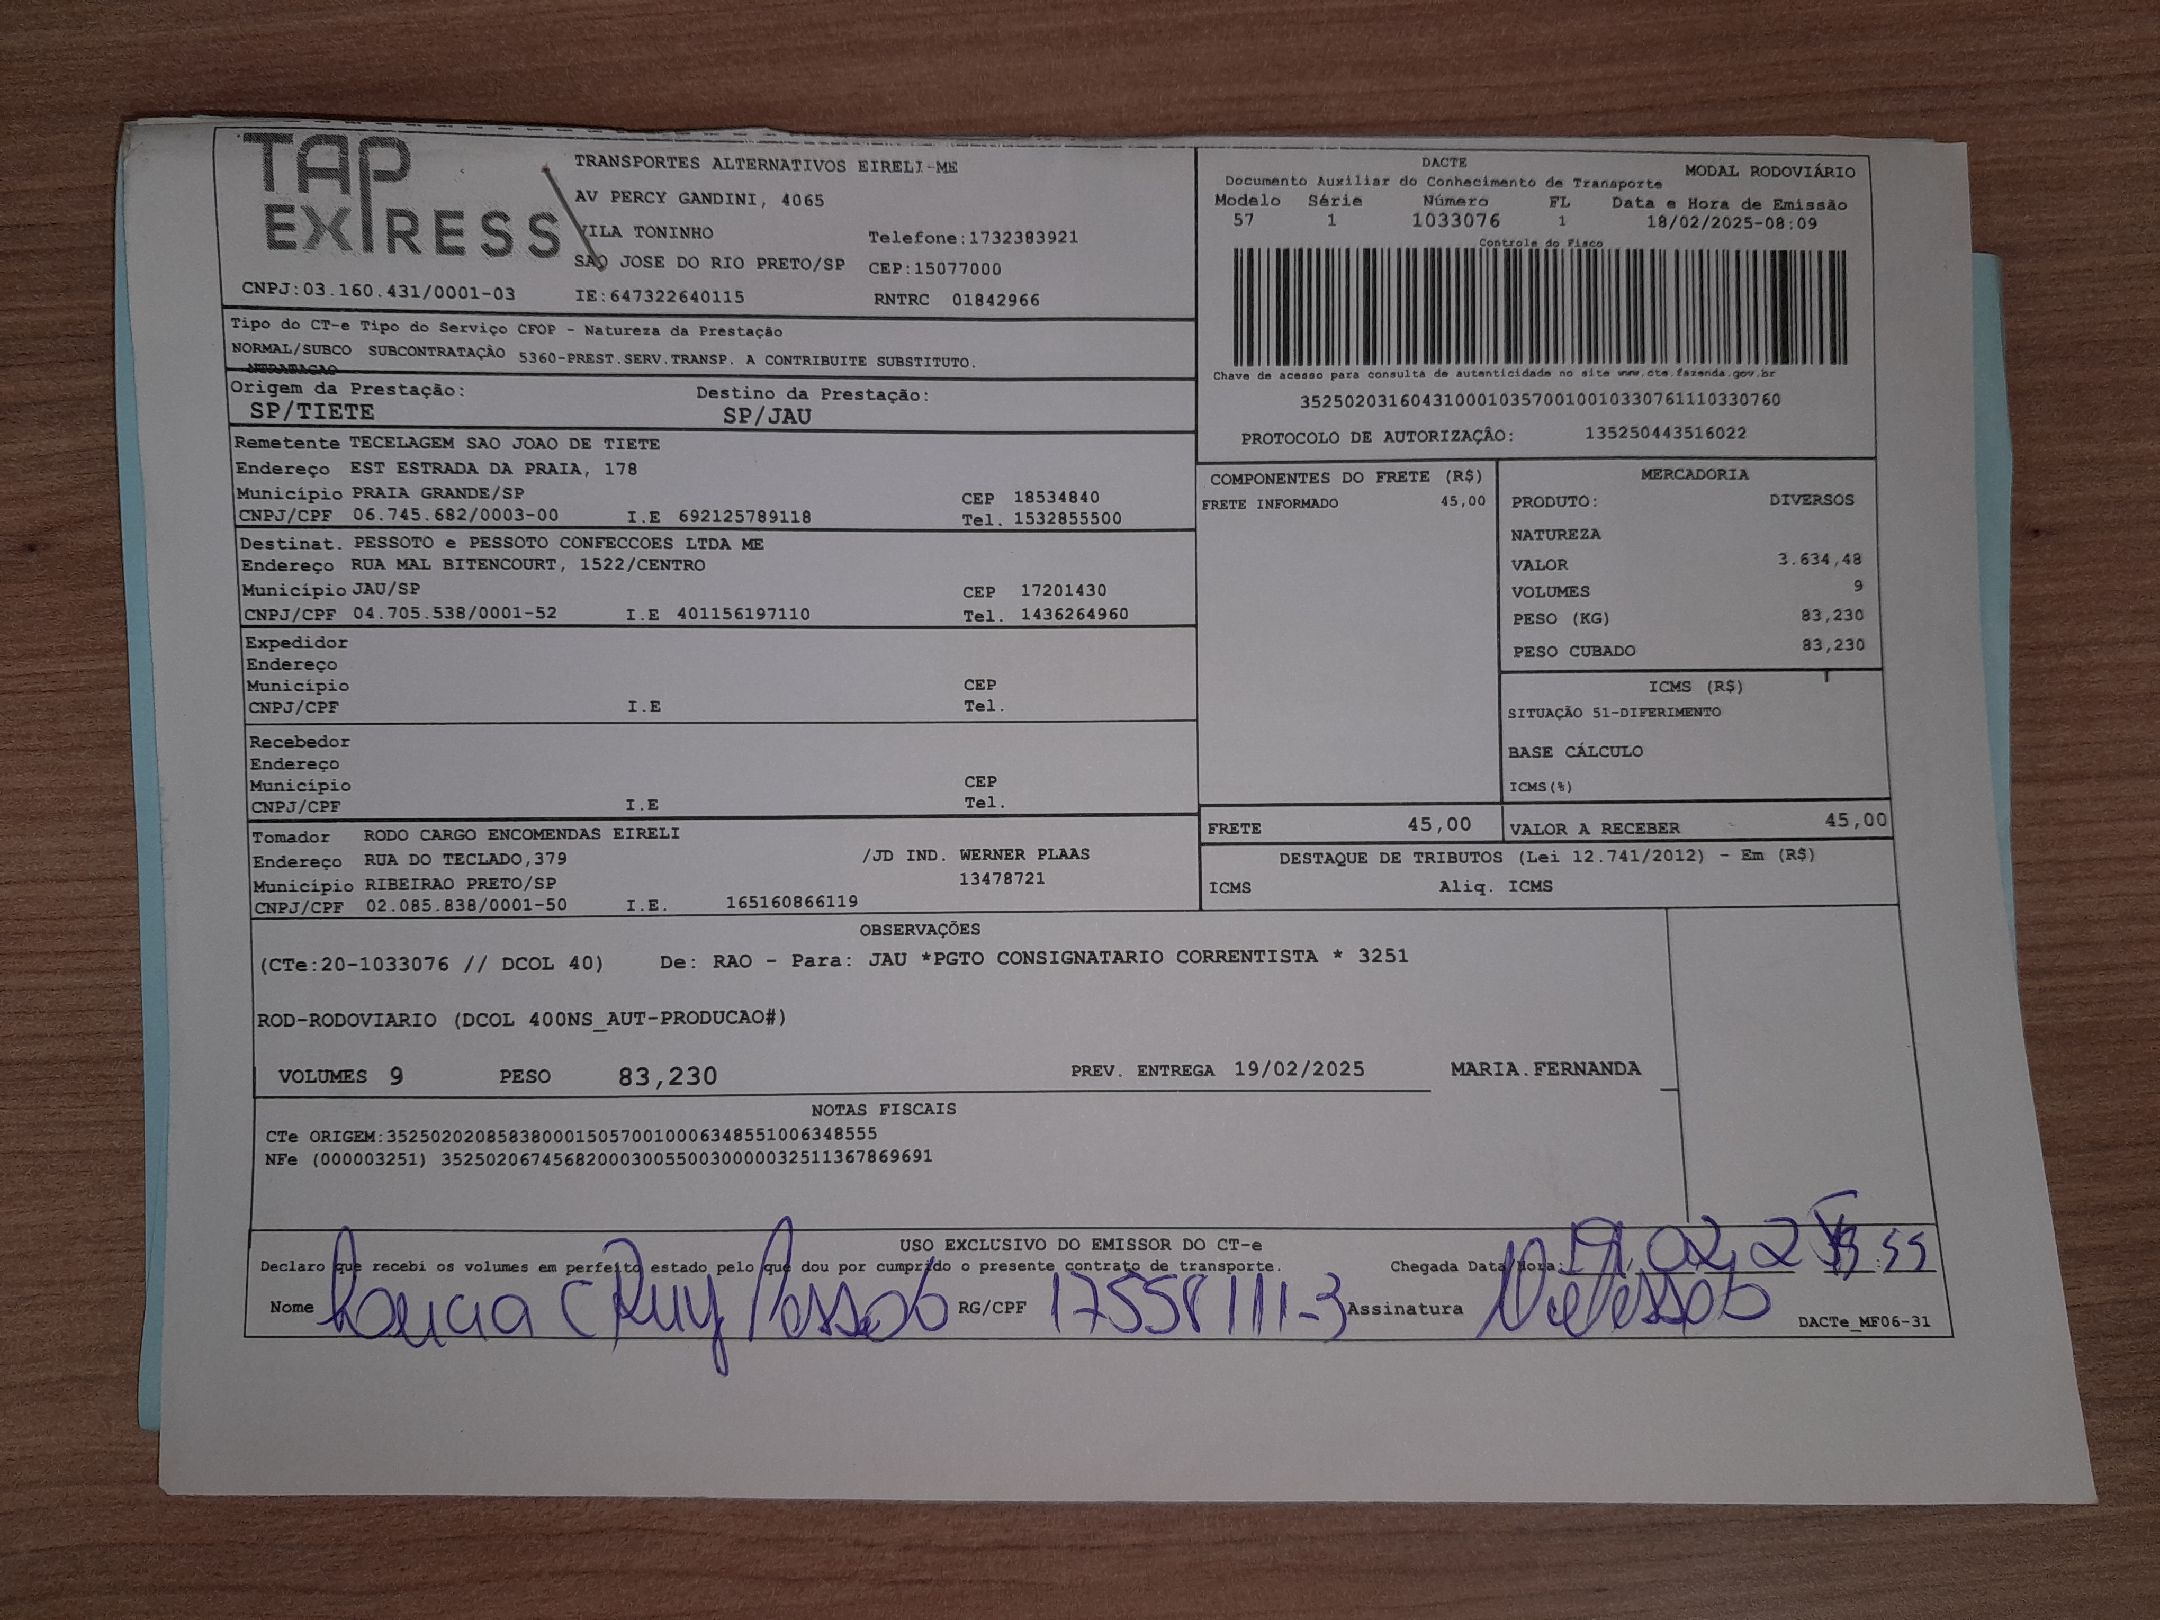 TAP EXPRESS
TRANSPORTES ALTERNATIVOS EIRELI-ME
AV PERCY GANDINI, 4065
VILA TONINHO Telefone:1732383921
SAO JOSE DO RIO PRETO/SP CEP:15077000
CNPJ:03.160.431/0001-03 IE:647322640115 RNTRC 01842966
DACTE MODAL RODOVIÁRIO
Documento Auxiliar do Conhecimento de Transporte
Modelo Série Número FL Data e Hora de Emissão
57 1 1033076 1 18/02/2025-08:09
Controle do Fisco
Chave de acesso para consulta de autenticidade no site www.cte.fazenda.gov.br
35250203160431000103570010010330761110330760
PROTOCOLO DE AUTORIZAÇÂO: 135250443516022
Tipo do CT-e Tipo do Serviço CFOP - Natureza da Prestação
NORMAL/SUBCO SUBCONTRATAÇÂO 5360-PREST.SERV.TRANSP. A CONTRIBUITE SUBSTITUTO.
NTRATACAO
Origem da Prestação: Destino da Prestação:
SP/TIETE SP/JAU
Remetente TECELAGEM SAO JOAO DE TIETE
Endereço EST ESTRADA DA PRAIA, 178
Município PRAIA GRANDE/SP CEP 18534840
CNPJ/CPF 06.745.682/0003-00 I.E 692125789118 Tel. 1532855500
Destinat. PESSOTO e PESSOTO CONFECCOES LTDA ME
Endereço RUA MAL BITENCOURT, 1522/CENTRO
Município JAU/SP CEP 17201430
CNPJ/CPF 04.705.538/0001-52 I.E 401156197110 Tel. 1436264960
Expedidor
Endereço
Município CEP
CNPJ/CPF I.E Tel.
Recebedor
Endereço
Município CEP
CNPJ/CPF I.E Tel.
Tomador RODO CARGO ENCOMENDAS EIRELI
Endereço RUA DO TECLADO,379 /JD IND. WERNER PLAAS
Município RIBEIRAO PRETO/SP 13478721
CNPJ/CPF 02.085.838/0001-50 I.E. 165160866119
COMPONENTES DO FRETE (R$)
FRETE INFORMADO 45,00
MERCADORIA
PRODUTO: DIVERSOS
NATUREZA
VALOR 3.634,48
VOLUMES 9
PESO (KG) 83,230
PESO CUBADO 83,230
ICMS (R$)
SITUAÇÃO 51-DIFERIMENTO
BASE CÁLCULO
ICMS(%)
FRETE 45,00 VALOR A RECEBER 45,00
DESTAQUE DE TRIBUTOS (Lei 12.741/2012) - Em (R$)
ICMS Aliq. ICMS
OBSERVAÇÕES
(CTe:20-1033076 // DCOL 40) De: RAO - Para: JAU *PGTO CONSIGNATARIO CORRENTISTA * 3251
ROD-RODOVIARIO (DCOL 400NS_AUT-PRODUCAO#)
VOLUMES 9 PESO 83,230 PREV. ENTREGA 19/02/2025 MARIA.FERNANDA
NOTAS FISCAIS
CTe ORIGEM:35250202085838000150570010006348551006348555
NFe (000003251) 35250206745682000300550030000032511367869691
USO EXCLUSIVO DO EMISSOR DO CT-e
Declaro que recebi os volumes em perfeito estado pelo que dou por cumprido o presente contrato de transporte. Chegada Data/Hora: 19,02,2 :55
Nome Cruz Pessoto RG/CPF 17558111-3 Assinatura Pessoto
DACTe_MF06-31